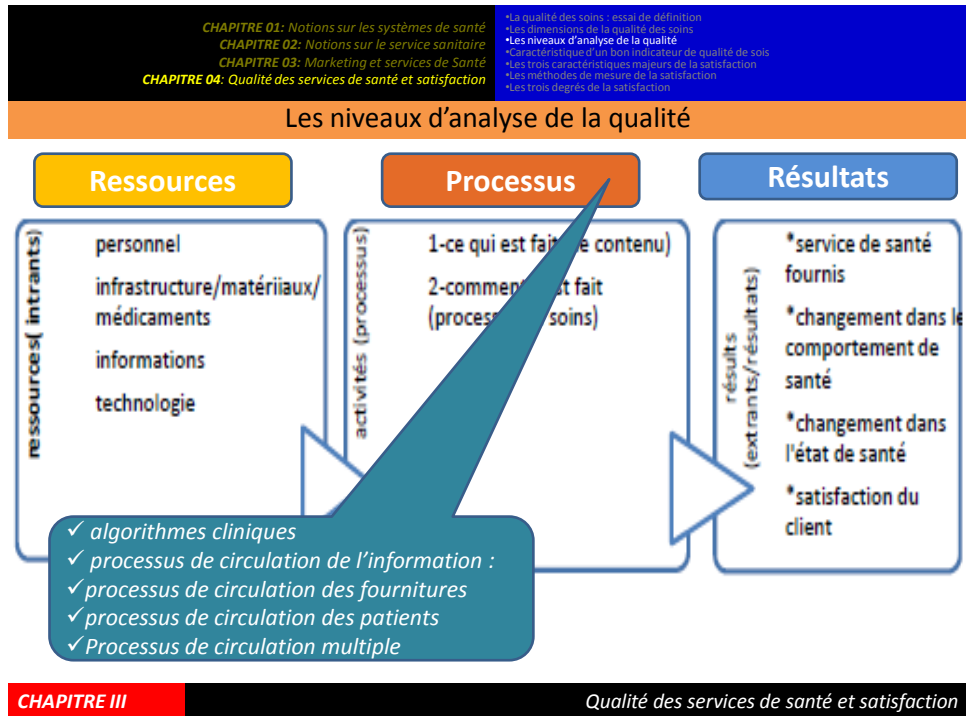 CHAPITRE 01: Notions sur les systèmes de santé
CHAPITRE 02: Notions sur le service sanitaire
CHAPITRE 03: Marketing et services de Santé
CHAPITRE 04: Qualité des services de santé et satisfaction
•La qualité des soins : essai de définition
•Les dimensions de la qualité des soins
•Les niveaux d'analyse de la qualité
•Caractéristique d'un bon indicateur de qualité de sois
•Les trois caractéristiques majeurs de la satisfaction
•Les méthodes de mesure de la satisfaction
•Les trois degrés de la satisfaction
Les niveaux d'analyse de la qualité
Ressources
ressources( intrants)
personnel
infrastructure/matériiaux/
médicaments
informations
technologie
Processus
activités (processus)
1-ce qui est fait e contenu)
2-comment st fait
(process soins)
Résultats
résults
(extrants/résultats)
*service de santé
fournis
*changement dans le
comportement de
santé
*changement dans
l'état de santé
*satisfaction du
client
✓ algorithmes cliniques
✓ processus de circulation de l'information :
✓ processus de circulation des fournitures
✓ processus de circulation des patients
✓ Processus de circulation multiple
CHAPITRE III
Qualité des services de santé et satisfaction